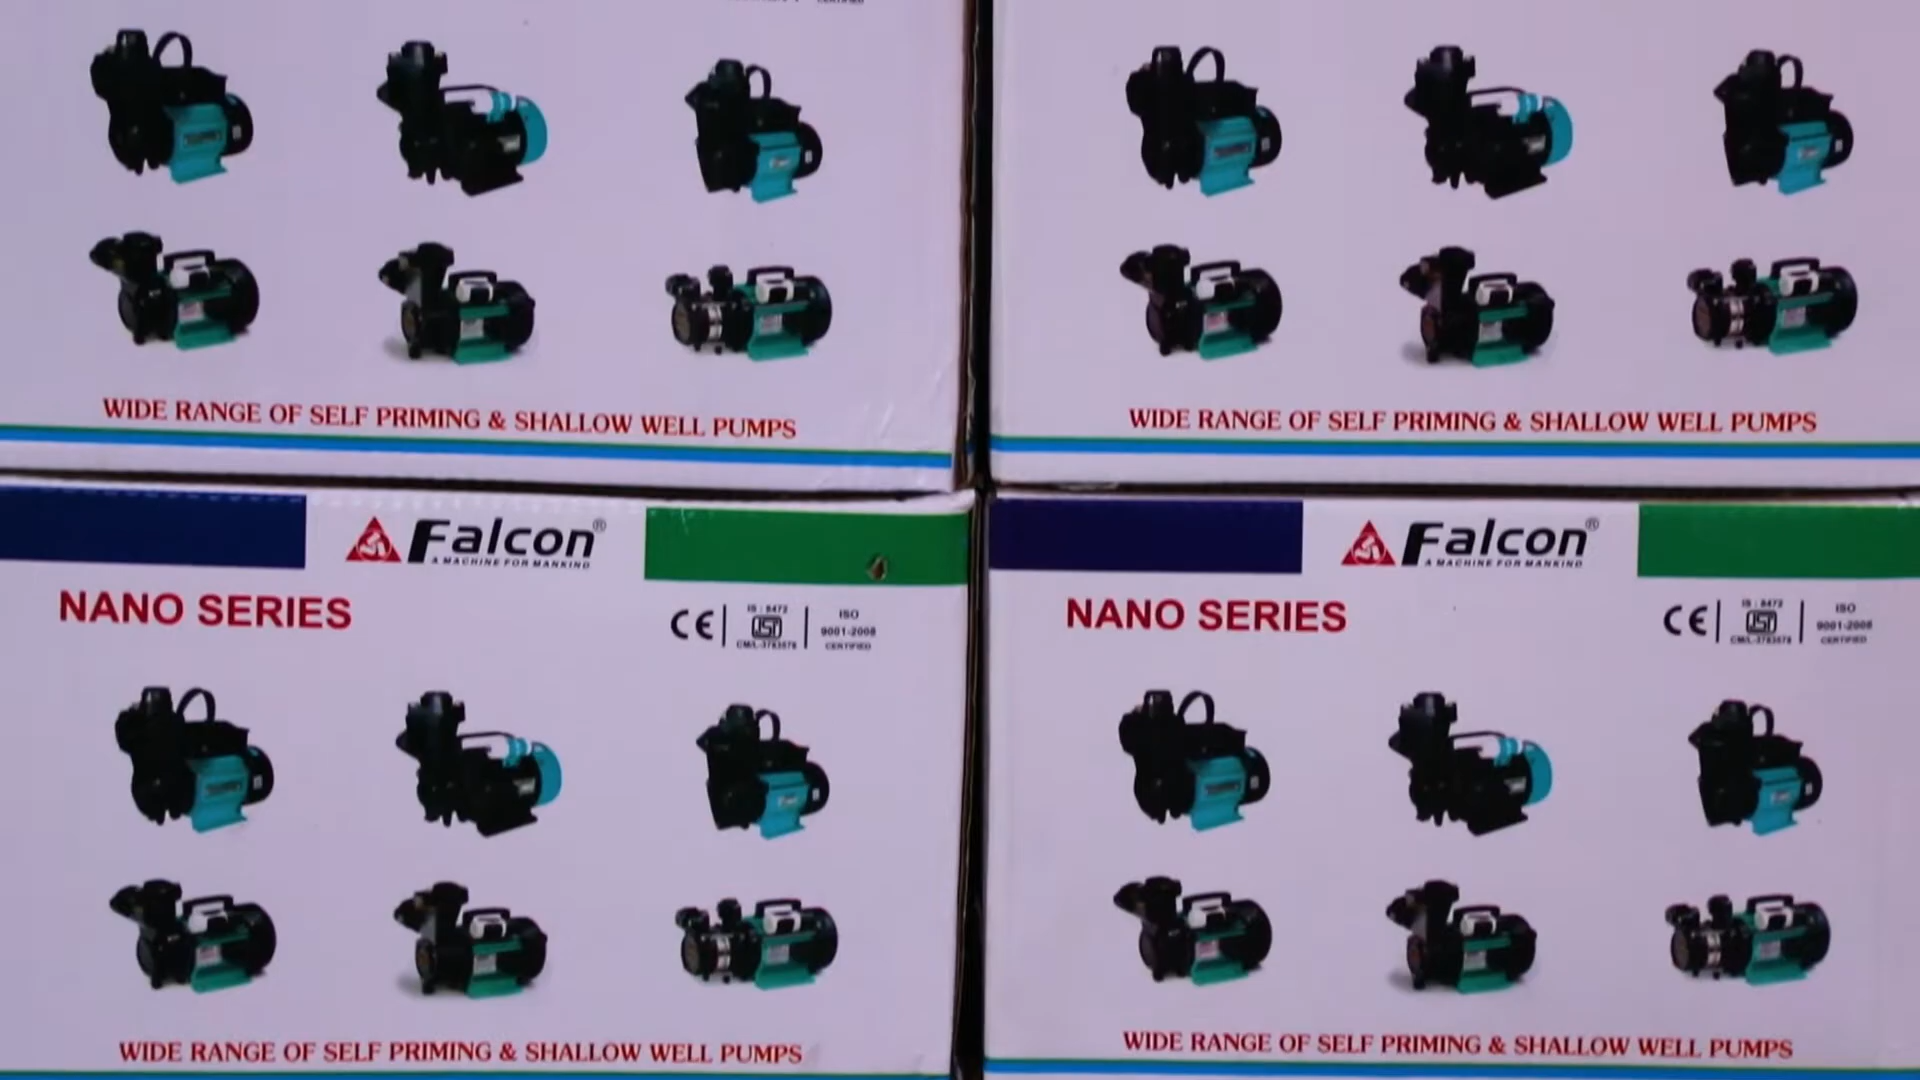 WIDE RANGE OF SELF PRIMING & SHALLOW WELL PUMPS
WIDE RANGE OF SELF PRIMING & SHALLOW WELL PUMPS
Falcon®
A MACHINE FOR MANKIND
NANO SERIES
CE
IS : 8472
ISI
ISO
9001-2008
CERTIFIED
WIDE RANGE OF SELF PRIMING & SHALLOW WELL PUMPS
Falcon®
A MACHINE FOR MANKIND
NANO SERIES
CE
IS : 8472
ISI
ISO
9001-2008
CERTIFIED
WIDE RANGE OF SELF PRIMING & SHALLOW WELL PUMPS